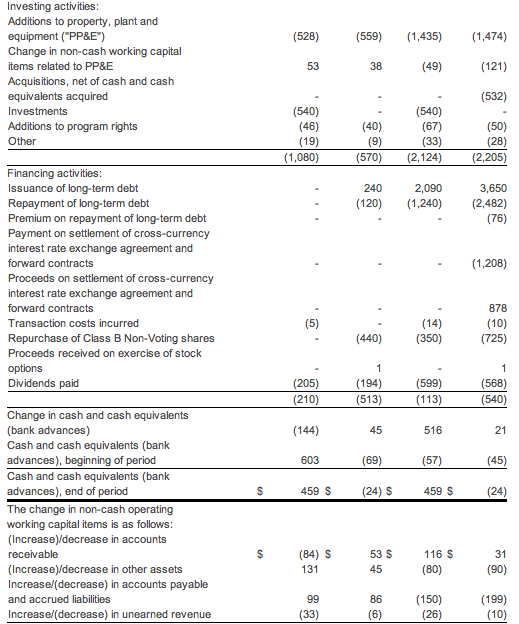 Investing activities:
Additions to property, plant and
equipment ("PP&E") (528) (559) (1,435) (1,474)
Change in non-cash working capital
items related to PP&E 53 38 (49) (121)
Acquisitions, net of cash and cash
equivalents acquired - - - (532)
Investments (540) - (540) -
Additions to program rights (46) (40) (67) (50)
Other (19) (9) (33) (28)
(1,080) (570) (2,124) (2,205)
Financing activities:
Issuance of long-term debt - 240 2,090 3,650
Repayment of long-term debt - (120) (1,240) (2,482)
Premium on repayment of long-term debt - - - (76)
Payment on settlement of cross-currency
interest rate exchange agreement and
forward contracts - - - (1,208)
Proceeds on settlement of cross-currency
interest rate exchange agreement and
forward contracts - - - 878
Transaction costs incurred (5) - (14) (10)
Repurchase of Class B Non-Voting shares - (440) (350) (725)
Proceeds received on exercise of stock
options - 1 - 1
Dividends paid (205) (194) (599) (568)
(210) (513) (113) (540)
Change in cash and cash equivalents
(bank advances) (144) 45 516 21
Cash and cash equivalents (bank
advances), beginning of period 603 (69) (57) (45)
Cash and cash equivalents (bank
advances), end of period $ 459 $ (24) $ 459 $ (24)
The change in non-cash operating
working capital items is as follows:
(Increase)/decrease in accounts
receivable $ (84) $ 53 $ 116 $ 31
(Increase)/decrease in other assets 131 45 (80) (90)
Increase/(decrease) in accounts payable
and accrued liabilities 99 86 (150) (199)
Increase/(decrease) in unearned revenue (33) (6) (26) (10)